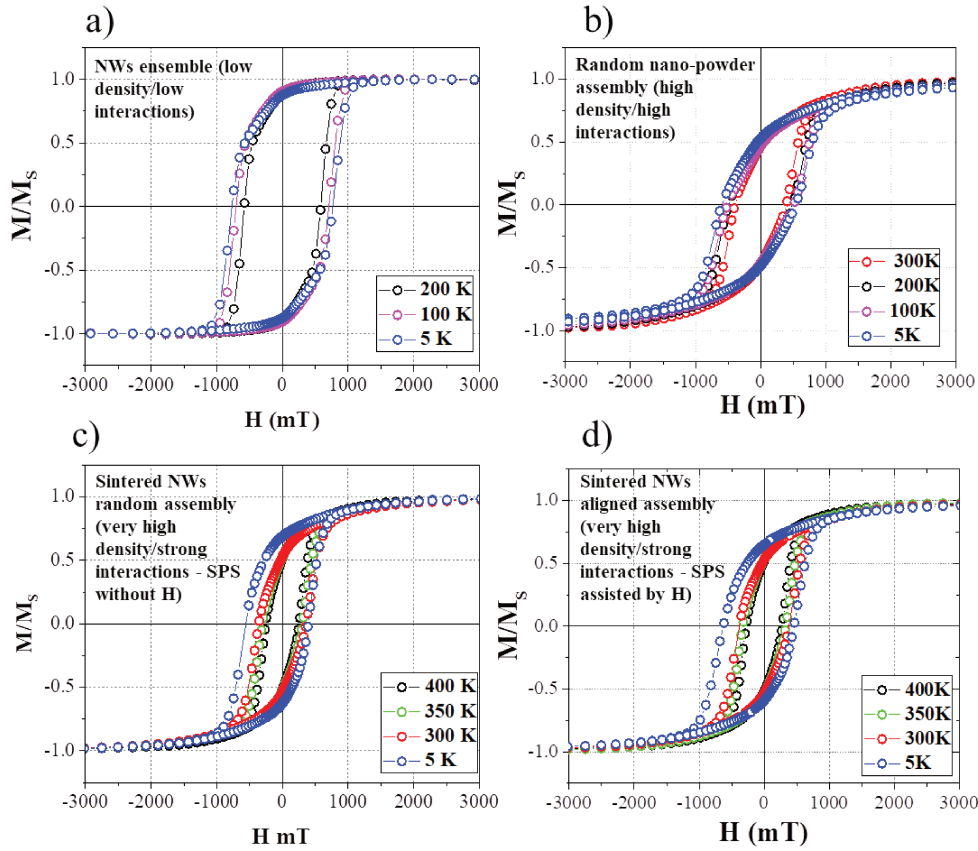 a)
NWs ensemble (low
density/low
interactions)
M/Ms
1.0
0.5
0.0
-0.5
-1.0
200 K
100 K
5 K
-3000 -2000 -1000 0 1000 2000 3000
H (mT)
b)
Random nano-powder
assembly (high
density/high
interactions)
M/Ms
1.0
0.5
0.0
-0.5
-1.0
300K
200K
100K
5K
-3000 -2000 -1000 0 1000 2000 3000
H (mT)
c)
Sintered NWs
random assembly
(very high
density/strong
interactions - SPS
without H)
M/Ms
1.0
0.5
0.0
-0.5
-1.0
400 K
350 K
300 K
5 K
-3000 -2000 -1000 0 1000 2000 3000
H mT
d)
Sintered NWs
aligned assembly
(very high
density/strong
interactions - SPS
assisted by H)
M/Ms
1.0
0.5
0.0
-0.5
-1.0
400K
350K
300K
5K
-3000 -2000 -1000 0 1000 2000 3000
H (mT)